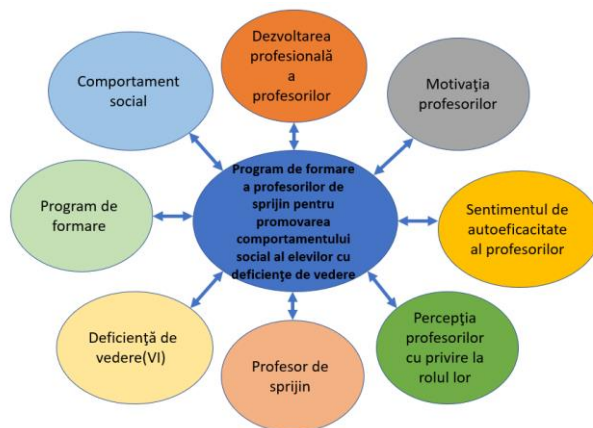 Dezvoltarea
profesională
a
profesorilor
Comportament
social
Motivația
profesorilor
Program de formare
a profesorilor de
sprijin pentru
promovarea
comportamentului
social al elevilor cu
deficiențe de vedere
Program de
formare
Sentimentul de
autoeficacitate
al profesorilor
Deficiență de
vedere(VI)
Profesor de
sprijin
Percepția
profesorilor
cu privire la
rolul lor